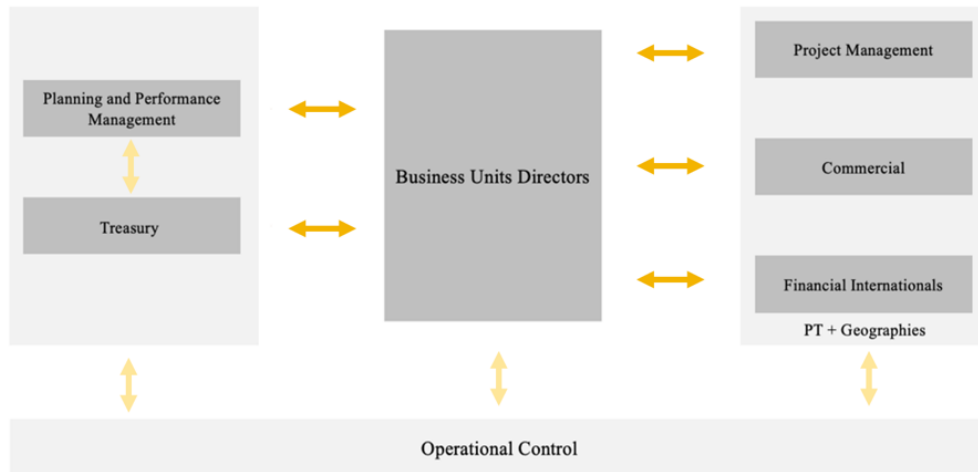 Planning and Performance
Management
Treasury
Business Units Directors
Project Management
Commercial
Financial Internationals
PT + Geographies
Operational Control